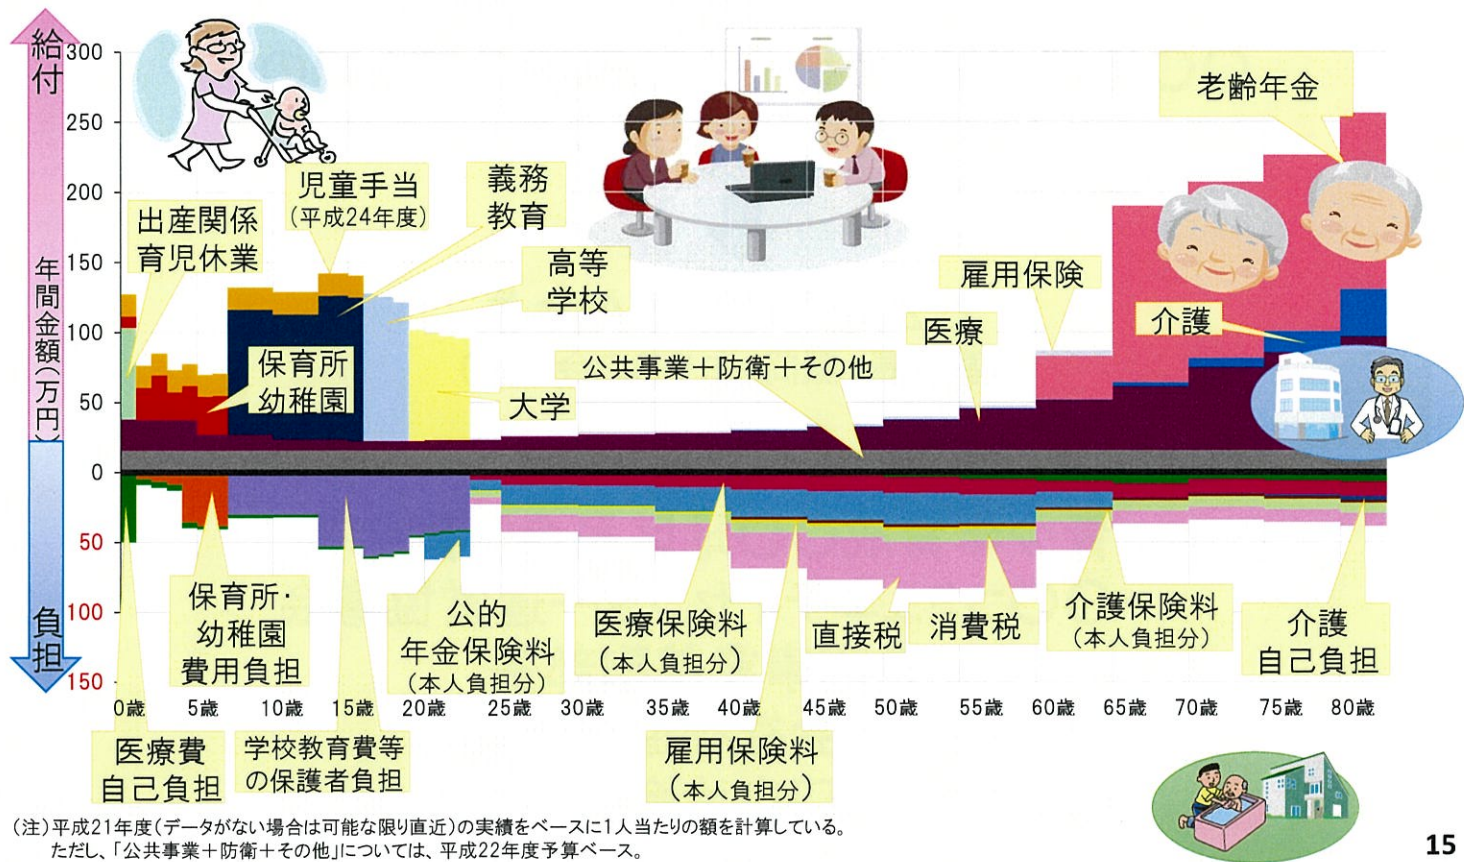 給付
年間金額(万円)
負担
300
250
200
150
100
50
0
50
100
150
出産関係
育児休業
児童手当
(平成24年度)
義務
教育
高等
学校
保育所
幼稚園
大学
公共事業＋防衛＋その他
医療
雇用保険
介護
老齢年金
保育所・
幼稚園
費用負担
公的
年金保険料
(本人負担分)
医療保険料
(本人負担分)
直接税
消費税
介護保険料
(本人負担分)
介護
自己負担
0歳 5歳 10歳 15歳 20歳 25歳 30歳 35歳 40歳 45歳 50歳 55歳 60歳 65歳 70歳 75歳 80歳
医療費
自己負担
学校教育費等
の保護者負担
雇用保険料
(本人負担分)
(注)平成21年度(データがない場合は可能な限り直近)の実績をベースに1人当たりの額を計算している。
ただし、「公共事業＋防衛＋その他」については、平成22年度予算ベース。
15